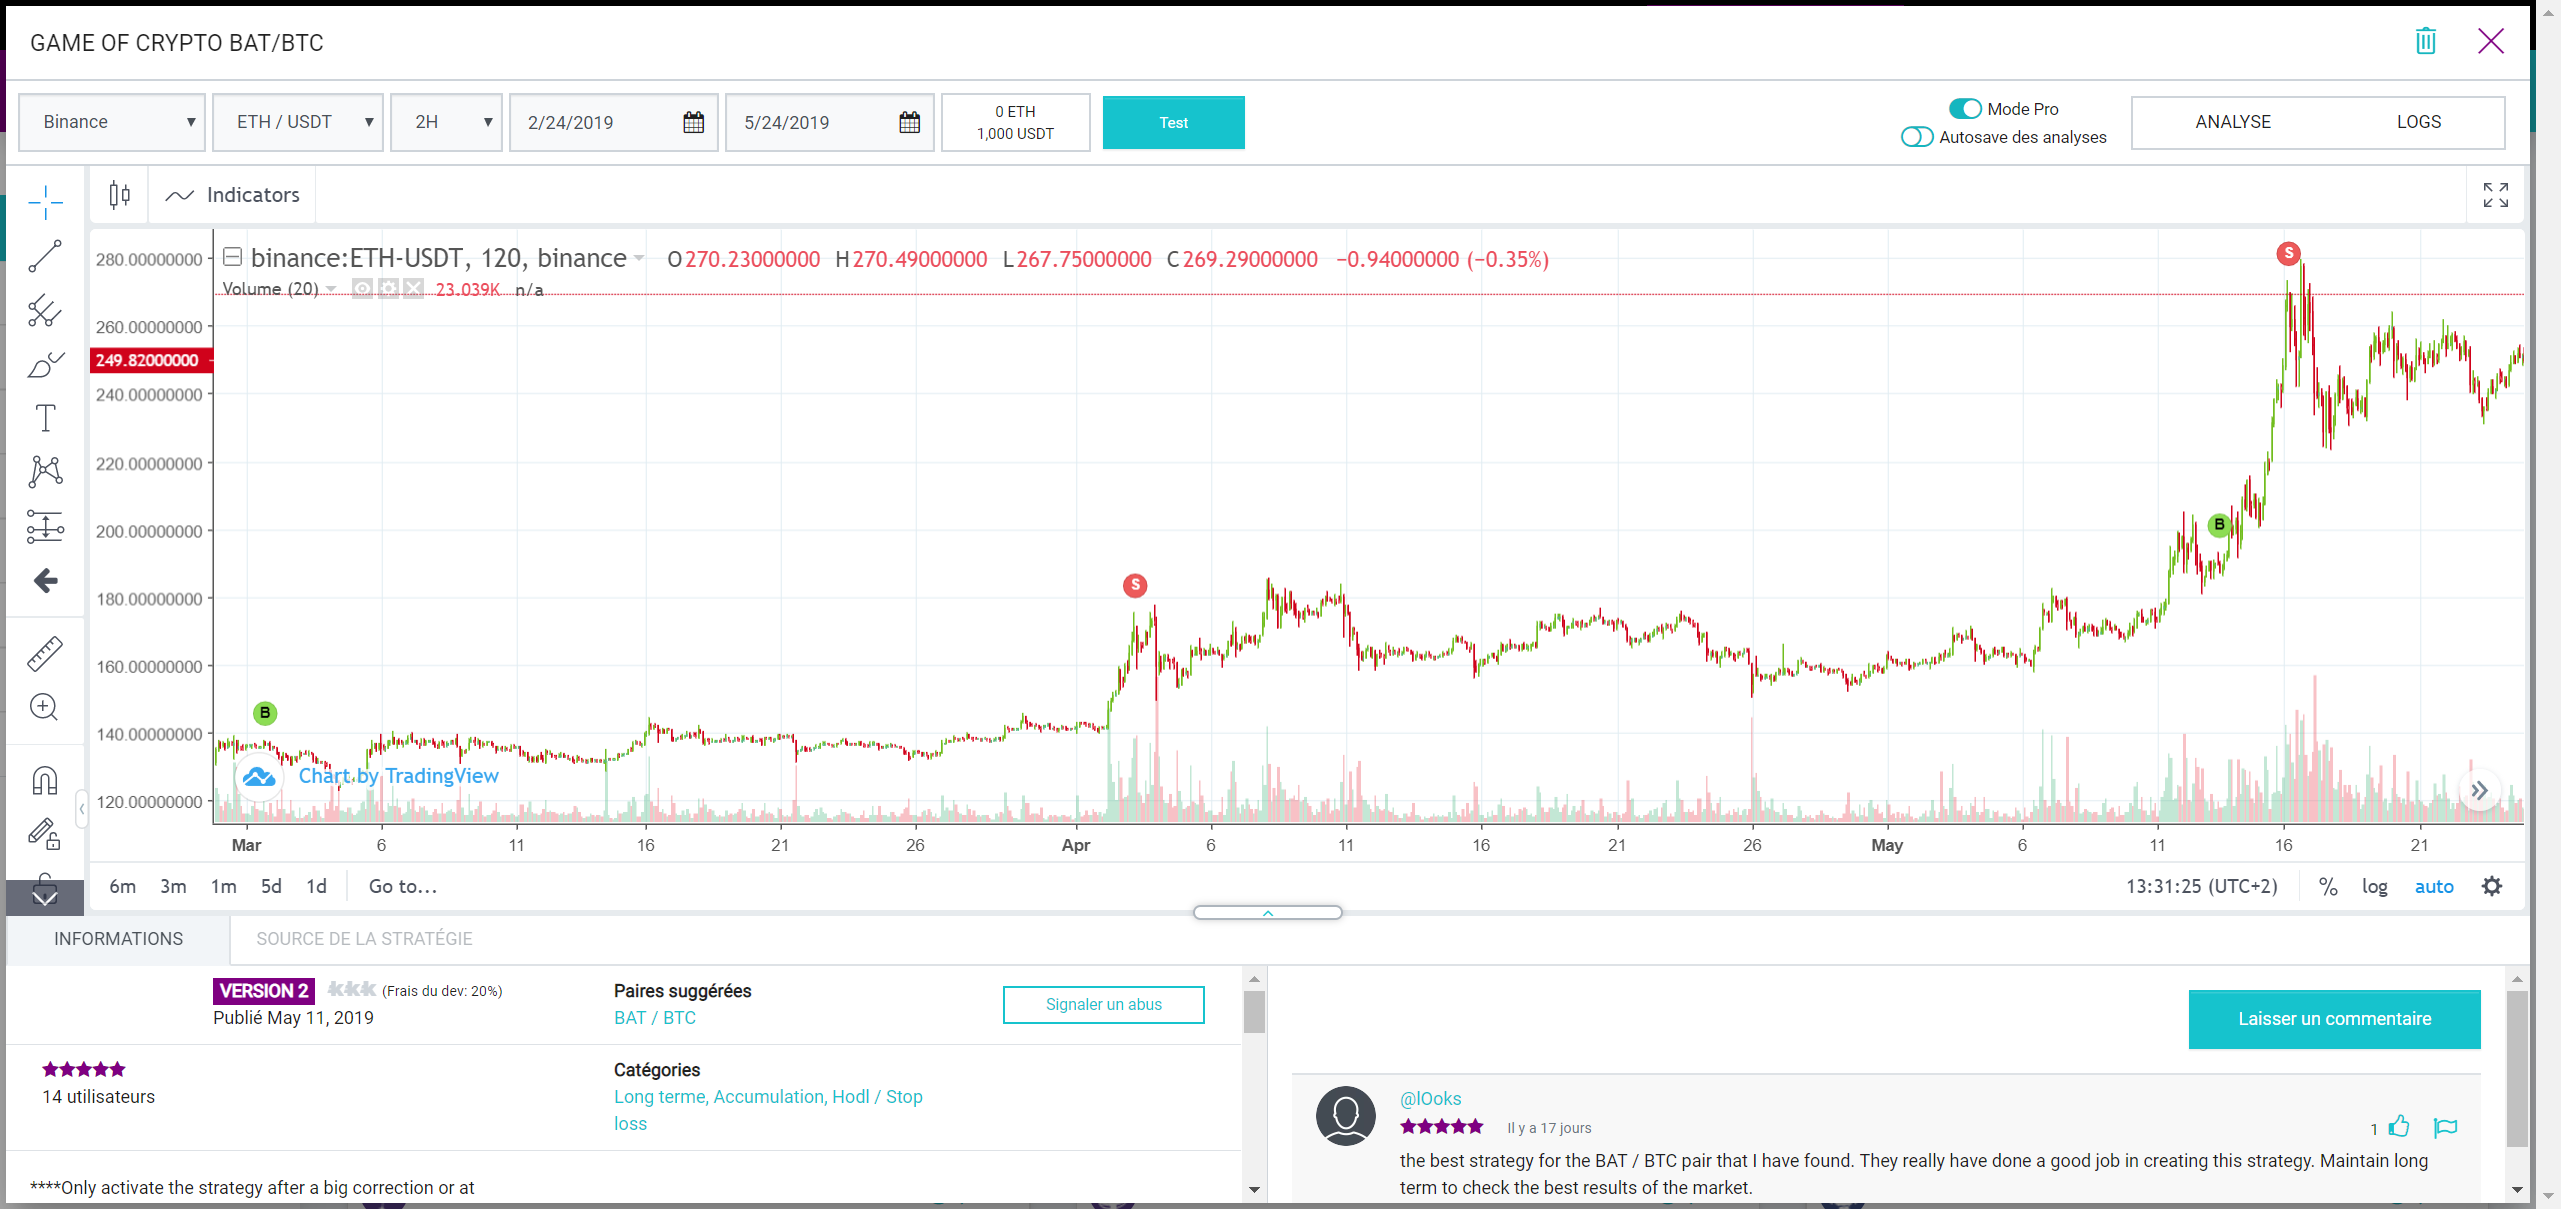 GAME OF CRYPTO BAT/BTC
Binance ETH / USDT 2H 2/24/2019 5/24/2019
0 ETH
1,000 USDT
Test
Mode Pro
Autosave des analyses
ANALYSE LOGS
Indicators
binance:ETH-USDT, 120, binance O270.23000000 H270.49000000 L267.75000000 C269.29000000 −0.94000000 (−0.35%)
Volume (20) 23.039K n/a
280.00000000
260.00000000
249.82000000
240.00000000
220.00000000
200.00000000
180.00000000
160.00000000
140.00000000
120.00000000
S
B
S
B
Chart by TradingView
Mar 6 11 16 21 26 Apr 6 11 16 21 26 May 6 11 16 21
6m 3m 1m 5d 1d Go to...
13:31:25 (UTC+2) % log auto
INFORMATIONS SOURCE DE LA STRATÉGIE
VERSION 2 (Frais du dev: 20%)
Publié May 11, 2019
Paires suggérées
BAT / BTC
Signaler un abus
14 utilisateurs
Catégories
Long terme, Accumulation, Hodl / Stop
loss
****Only activate the strategy after a big correction or at
Laisser un commentaire
@lOoks
Il y a 17 jours
1
the best strategy for the BAT / BTC pair that I have found. They really have done a good job in creating this strategy. Maintain long
term to check the best results of the market.